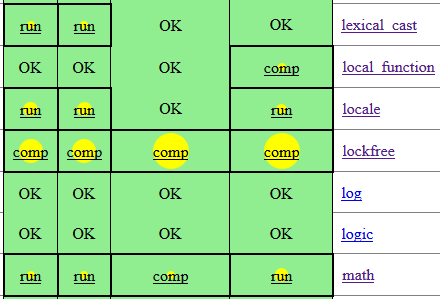 run run OK OK lexical_cast
OK OK OK comp local_function
run run OK run locale
comp comp comp comp lockfree
OK OK OK OK log
OK OK OK OK logic
run run comp run math